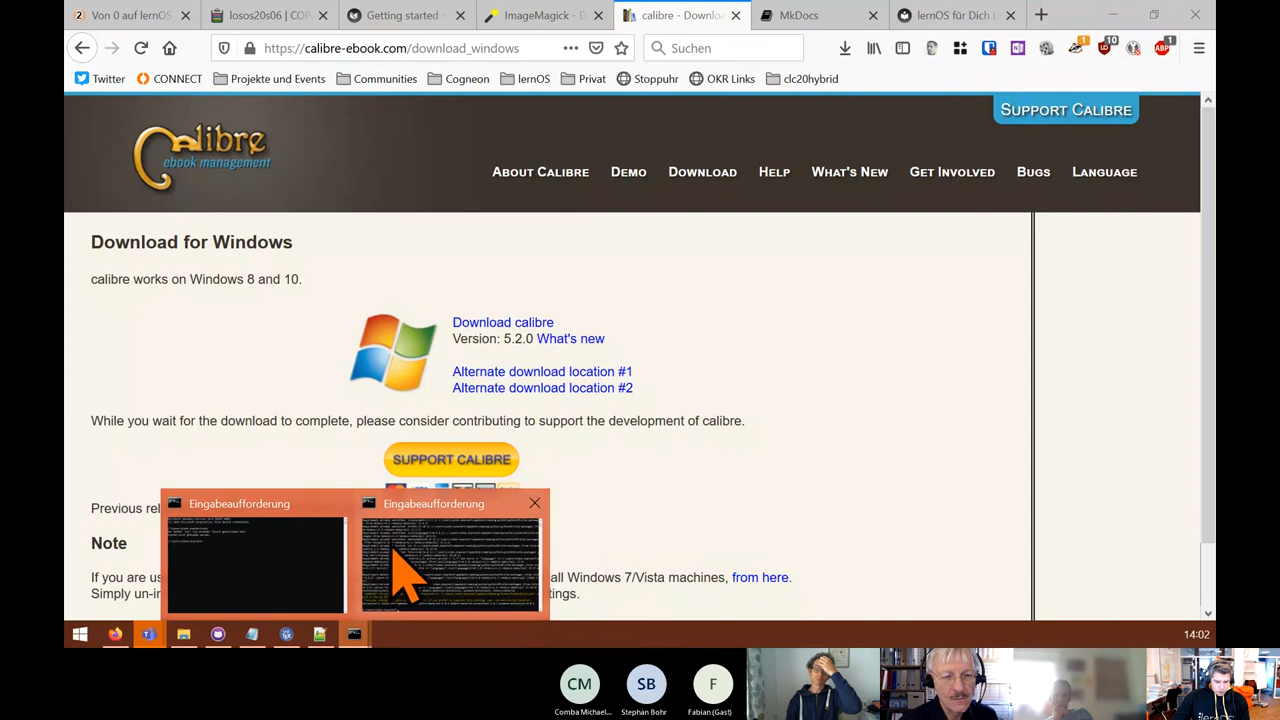 Von 0 auf lernOS
losos20s06 | COP
Getting started
ImageMagick - D
calibre - Downloa
MkDocs
lernOS für Dich L
https://calibre-ebook.com/download_windows
Suchen
1
10
1
Twitter
CONNECT
Projekte und Events
Communities
Cogneon
lernOS
Privat
Stoppuhr
OKR Links
clc20hybrid
SUPPORT CALIBRE
Calibre
ebook management
ABOUT CALIBRE
DEMO
DOWNLOAD
HELP
WHAT'S NEW
GET INVOLVED
BUGS
LANGUAGE
Download for Windows
calibre works on Windows 8 and 10.
Download calibre
Version: 5.2.0 What's new
Alternate download location #1
Alternate download location #2
While you wait for the download to complete, please consider contributing to support the development of calibre.
SUPPORT CALIBRE
Previous rel
Eingabeaufforderung
Eingabeaufforderung
Note
If you are u
ll Windows 7/Vista machines, from here.
Simply un-i
tings.
14:02
CM
SB
F
Comba Michael...
Stephan Bohr
Fabian (Gast)